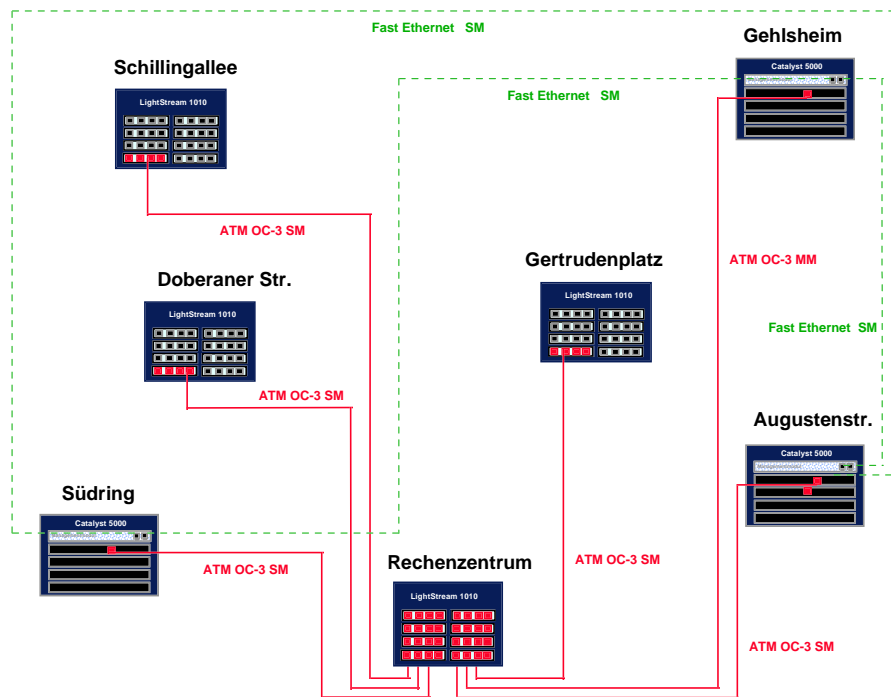 Fast Ethernet   SM
Gehlsheim
Schillingallee
Catalyst 5000
LightStream 1010
Fast Ethernet   SM
ATM OC-3 SM
Gertrudenplatz
ATM OC-3 MM
Doberaner Str.
LightStream 1010
LightStream 1010
Fast Ethernet  SM
ATM OC-3 SM
Augustenstr.
Catalyst 5000
Südring
Catalyst 5000
ATM OC-3 SM
Rechenzentrum
ATM OC-3 SM
LightStream 1010
ATM OC-3 SM